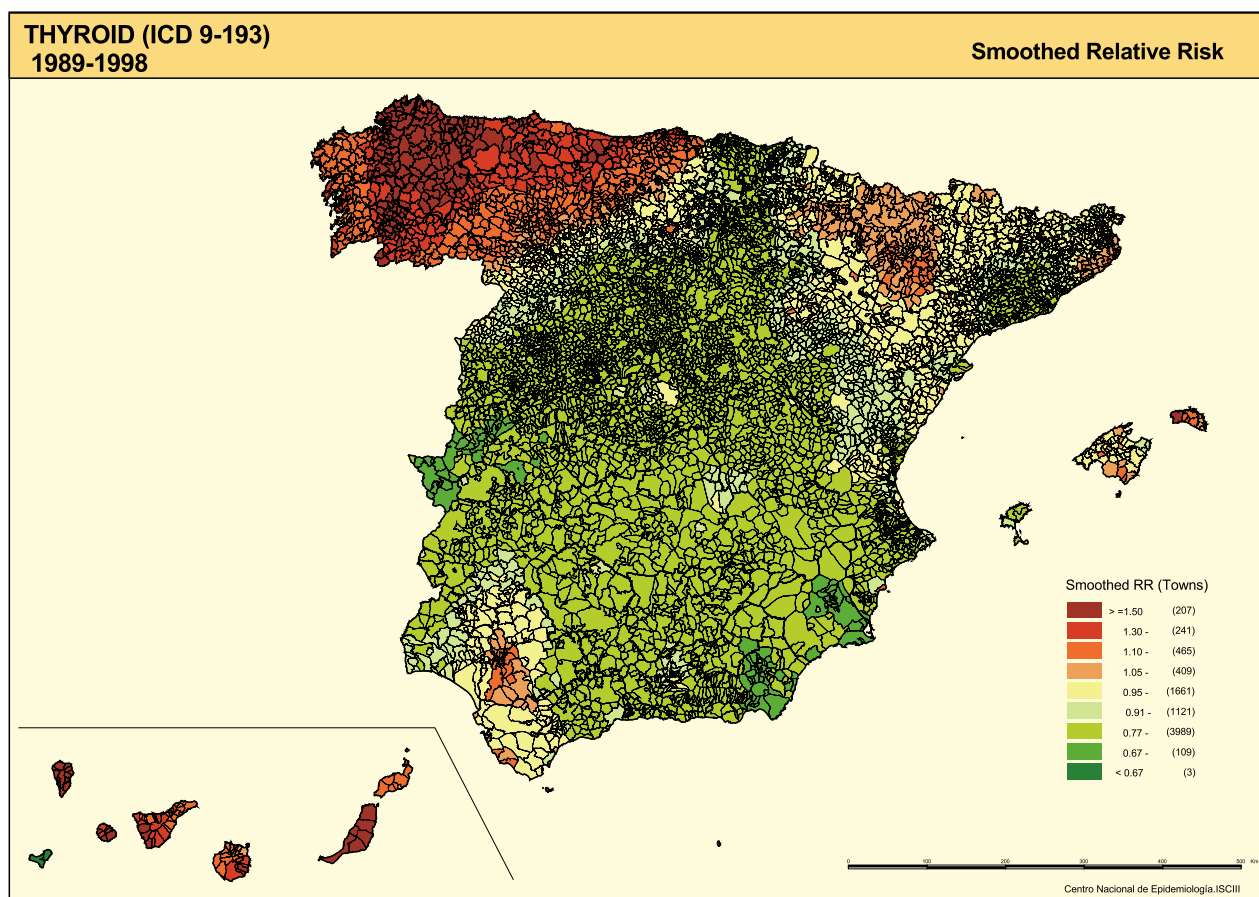 THYROID (ICD 9-193)
1989-1998
Smoothed Relative Risk
Smoothed RR (Towns)
> =1.50 (207)
1.30 - (241)
1.10 - (465)
1.05 - (409)
0.95 - (1661)
0.91 - (1121)
0.77 - (3989)
0.67 - (109)
< 0.67 (3)
0 100 200 300 400 500 Km
Centro Nacional de Epidemiología.ISCIII